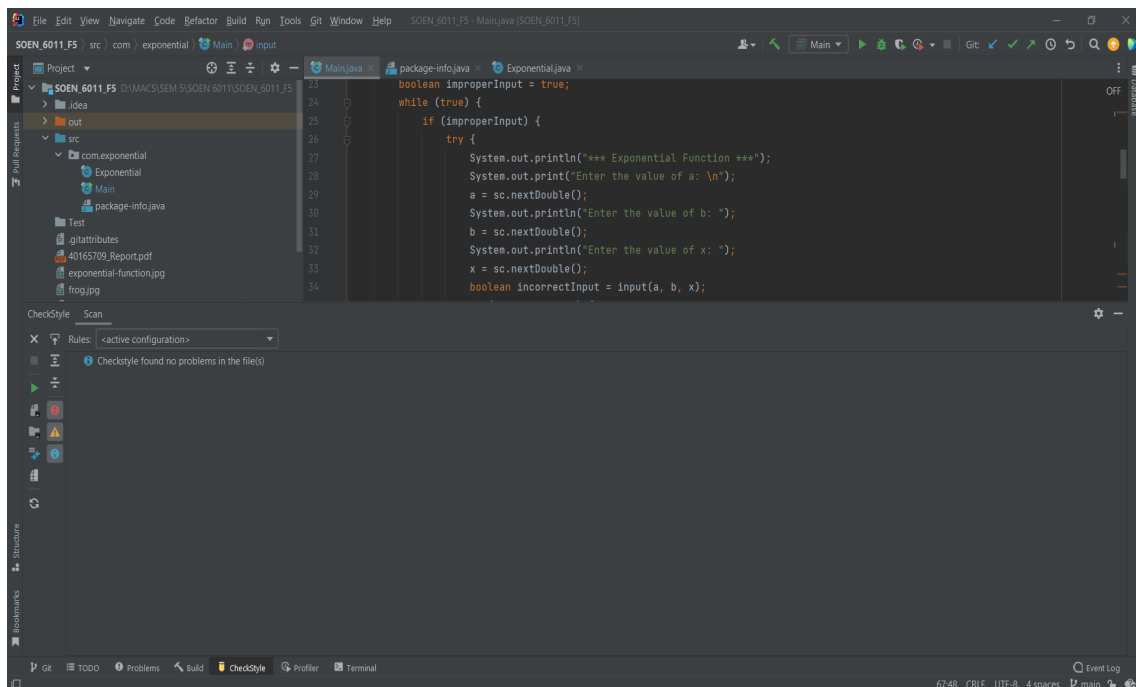 File Edit View Navigate Code Refactor Build Run Tools Git Window Help SOEN_6011_F5 - Main.java [SOEN_6011_F5]
SOEN_6011_F5 src com exponential Main input
Main
Git:
Project
Main.java package-info.java Exponential.java
Project
SOEN_6011_F5 D:\MACS\SEM 5\SOEN 6011\SOEN_6011_F5
.idea
out
src
com.exponential
Exponential
Main
package-info.java
Test
.gitattributes
40165709_Report.pdf
exponential-function.jpg
frog.jpg
Pull Requests
23 boolean improperInput = true;
24 while (true) {
25 if (improperInput) {
26 try {
27 System.out.println("*** Exponential Function ***");
28 System.out.print("Enter the value of a: \n");
29 a = sc.nextDouble();
30 System.out.println("Enter the value of b: ");
31 b = sc.nextDouble();
32 System.out.println("Enter the value of x: ");
33 x = sc.nextDouble();
34 boolean incorrectInput = input(a, b, x);
OFF
Database
CheckStyle Scan
Rules: <active configuration>
Checkstyle found no problems in the file(s)
Structure
Bookmarks
Git TODO Problems Build CheckStyle Profiler Terminal
Event Log
67:48 CRLF UTF-8 4 spaces main